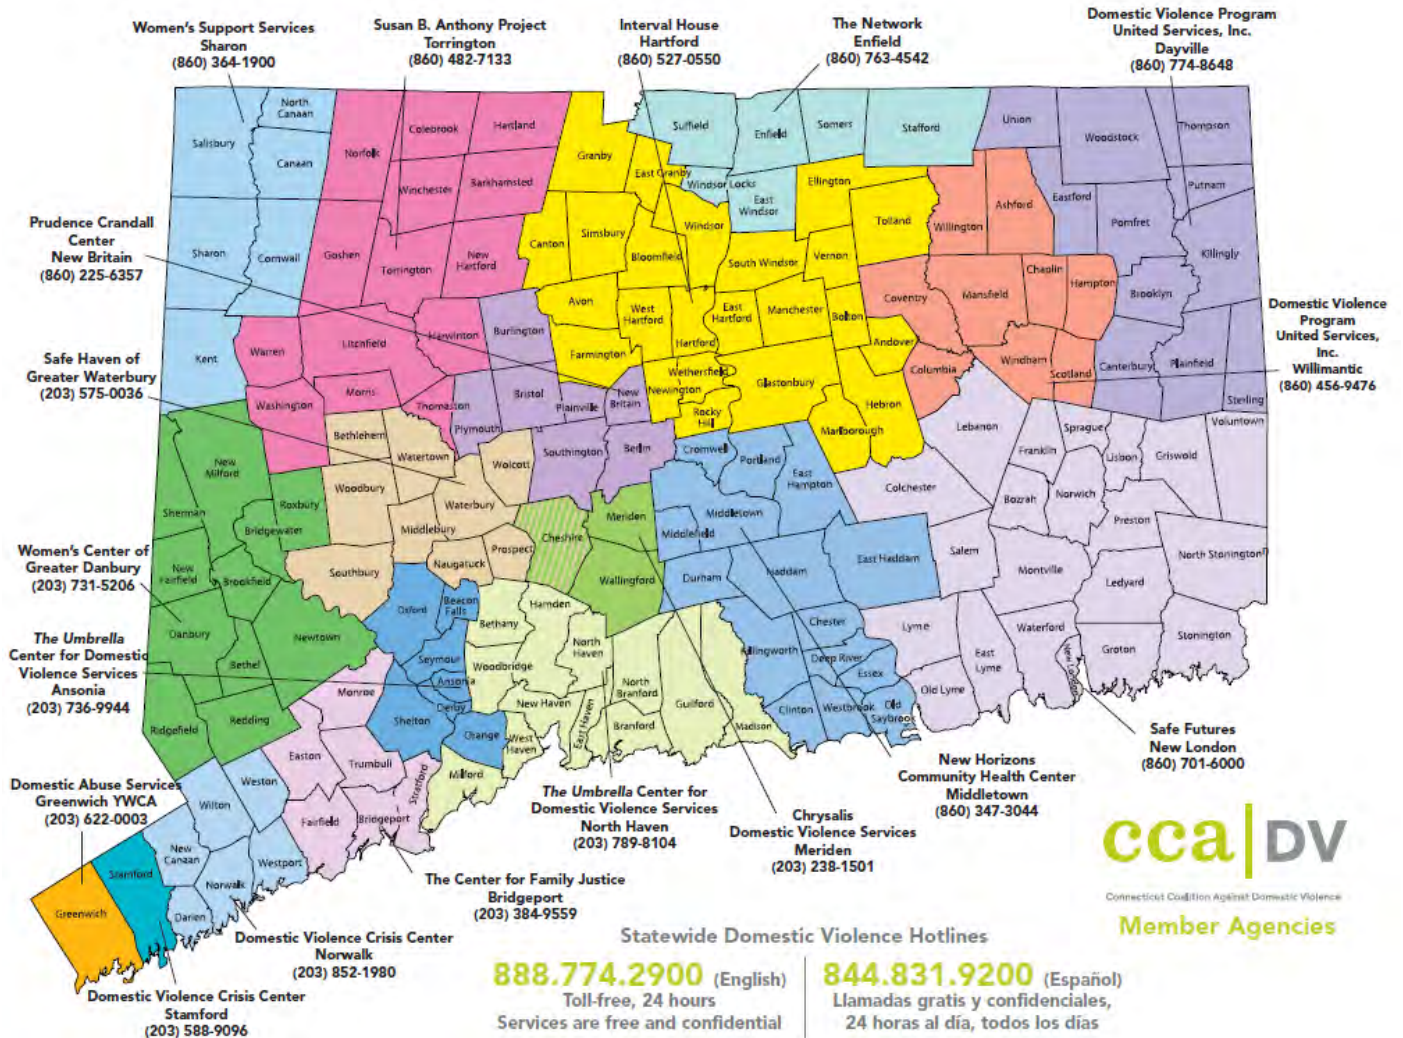 Women's Support Services
Sharon
(860) 364-1900
Susan B. Anthony Project
Torrington
(860) 482-7133
Interval House
Hartford
(860) 527-0550
The Network
Enfield
(860) 763-4542
Domestic Violence Program
United Services, Inc.
Dayville
(860) 774-8648
Prudence Crandall
Center
New Britain
(860) 225-6357
Safe Haven of
Greater Waterbury
(203) 575-0036
Women's Center of
Greater Danbury
(203) 731-5206
The Umbrella
Center for Domestic
Violence Services
Ansonia
(203) 736-9944
Domestic Abuse Services
Greenwich YWCA
(203) 622-0003
Domestic Violence
Program
United Services,
Inc.
Willimantic
(860) 456-9476
North
Canaan
Salisbury
Canaan
Norfolk
Colebrook
Hartland
Winchester
Barkhamsted
Granby
East Granby
Suffield
Windsor Locks
Enfield
East
Windsor
Somers
Stafford
Union
Woodstock
Thompson
Putnam
Ellington
Tolland
Willington
Ashford
Eastford
Pomfret
Killingly
Sharon
Cornwall
Goshen
Torrington
New
Hartford
Canton
Simsbury
Bloomfield
Windsor
South Windsor
Vernon
Coventry
Mansfield
Chaplin
Hampton
Brooklyn
Kent
Warren
Litchfield
Harwinton
Burlington
Avon
Farmington
West
Hartford
Hartford
East
Hartford
Manchester
Bolton
Andover
Columbia
Windham
Scotland
Canterbury
Plainfield
Sterling
Voluntown
Washington
Morris
Thomaston
Plymouth
Bristol
Plainville
New
Britain
Newington
Wethersfield
Rocky
Hill
Glastonbury
Hebron
Marlborough
Lebanon
Franklin
Sprague
Lisbon
Griswold
Bethlehem
Watertown
Wolcott
Southington
Berlin
Cromwell
Portland
East
Hampton
Colchester
Bozrah
Norwich
Preston
New
Milford
Roxbury
Woodbury
Waterbury
Middlebury
Sherman
Bridgewater
Cheshire
Meriden
Middletown
Middlefield
New
Fairfield
Brookfield
Southbury
Naugatuck
Prospect
Wallingford
Durham
Haddam
East Haddam
Salem
Montville
Ledyard
North Stonington
Danbury
Newtown
Bethel
Oxford
Beacon
Falls
Bethany
Hamden
North
Haven
Killingworth
Chester
Deep River
Essex
Lyme
East
Lyme
Waterford
New London
Groton
Stonington
Ridgefield
Redding
Monroe
Seymour
Ansonia
Derby
Shelton
Orange
Woodbridge
New Haven
West
Haven
East Haven
North
Branford
Branford
Guilford
Madison
Clinton
Westbrook
Old
Saybrook
Old Lyme
Easton
Trumbull
Stratford
Milford
Fairfield
Bridgeport
Weston
Wilton
New
Canaan
Norwalk
Westport
Darien
Stamford
Greenwich
Safe Futures
New London
(860) 701-6000
New Horizons
Community Health Center
Middletown
(860) 347-3044
The Umbrella Center for
Domestic Violence Services
North Haven
(203) 789-8104
Chrysalis
Domestic Violence Services
Meriden
(203) 238-1501
The Center for Family Justice
Bridgeport
(203) 384-9559
Domestic Violence Crisis Center
Norwalk
(203) 852-1980
Domestic Violence Crisis Center
Stamford
(203) 588-9096
cca DV
Connecticut Coalition Against Domestic Violence
Member Agencies
Statewide Domestic Violence Hotlines
888.774.2900 (English)
Toll-free, 24 hours
Services are free and confidential
844.831.9200 (Español)
Llamadas gratis y confidenciales,
24 horas al día, todos los días